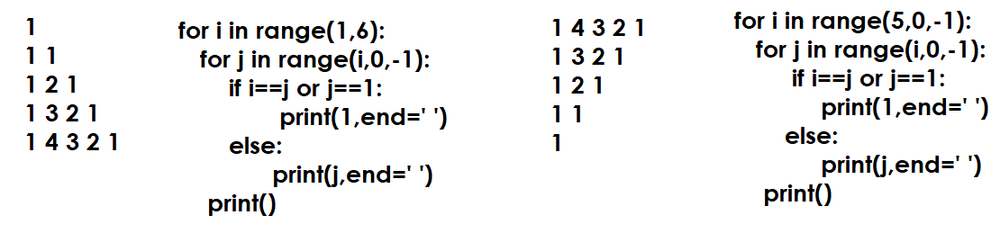 1
1 1
1 2 1
1 3 2 1
1 4 3 2 1
for i in range(1,6):
for j in range(i,0,-1):
if i==j or j==1:
print(1,end=' ')
else:
print(j,end=' ')
print()
1 4 3 2 1
1 3 2 1
1 2 1
1 1
1
for i in range(5,0,-1):
for j in range(i,0,-1):
if i==j or j==1:
print(1,end=' ')
else:
print(j,end=' ')
print()